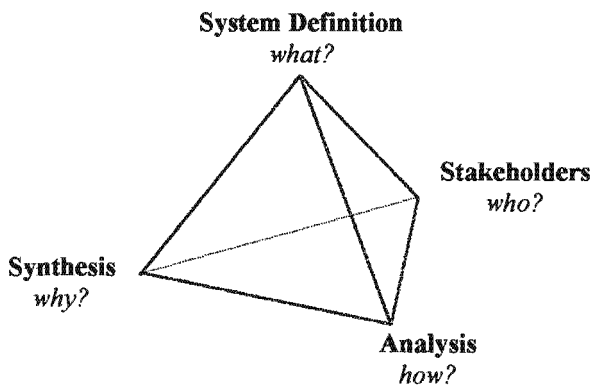 System Definition
what?
Stakeholders
who?
Synthesis
why?
Analysis
how?